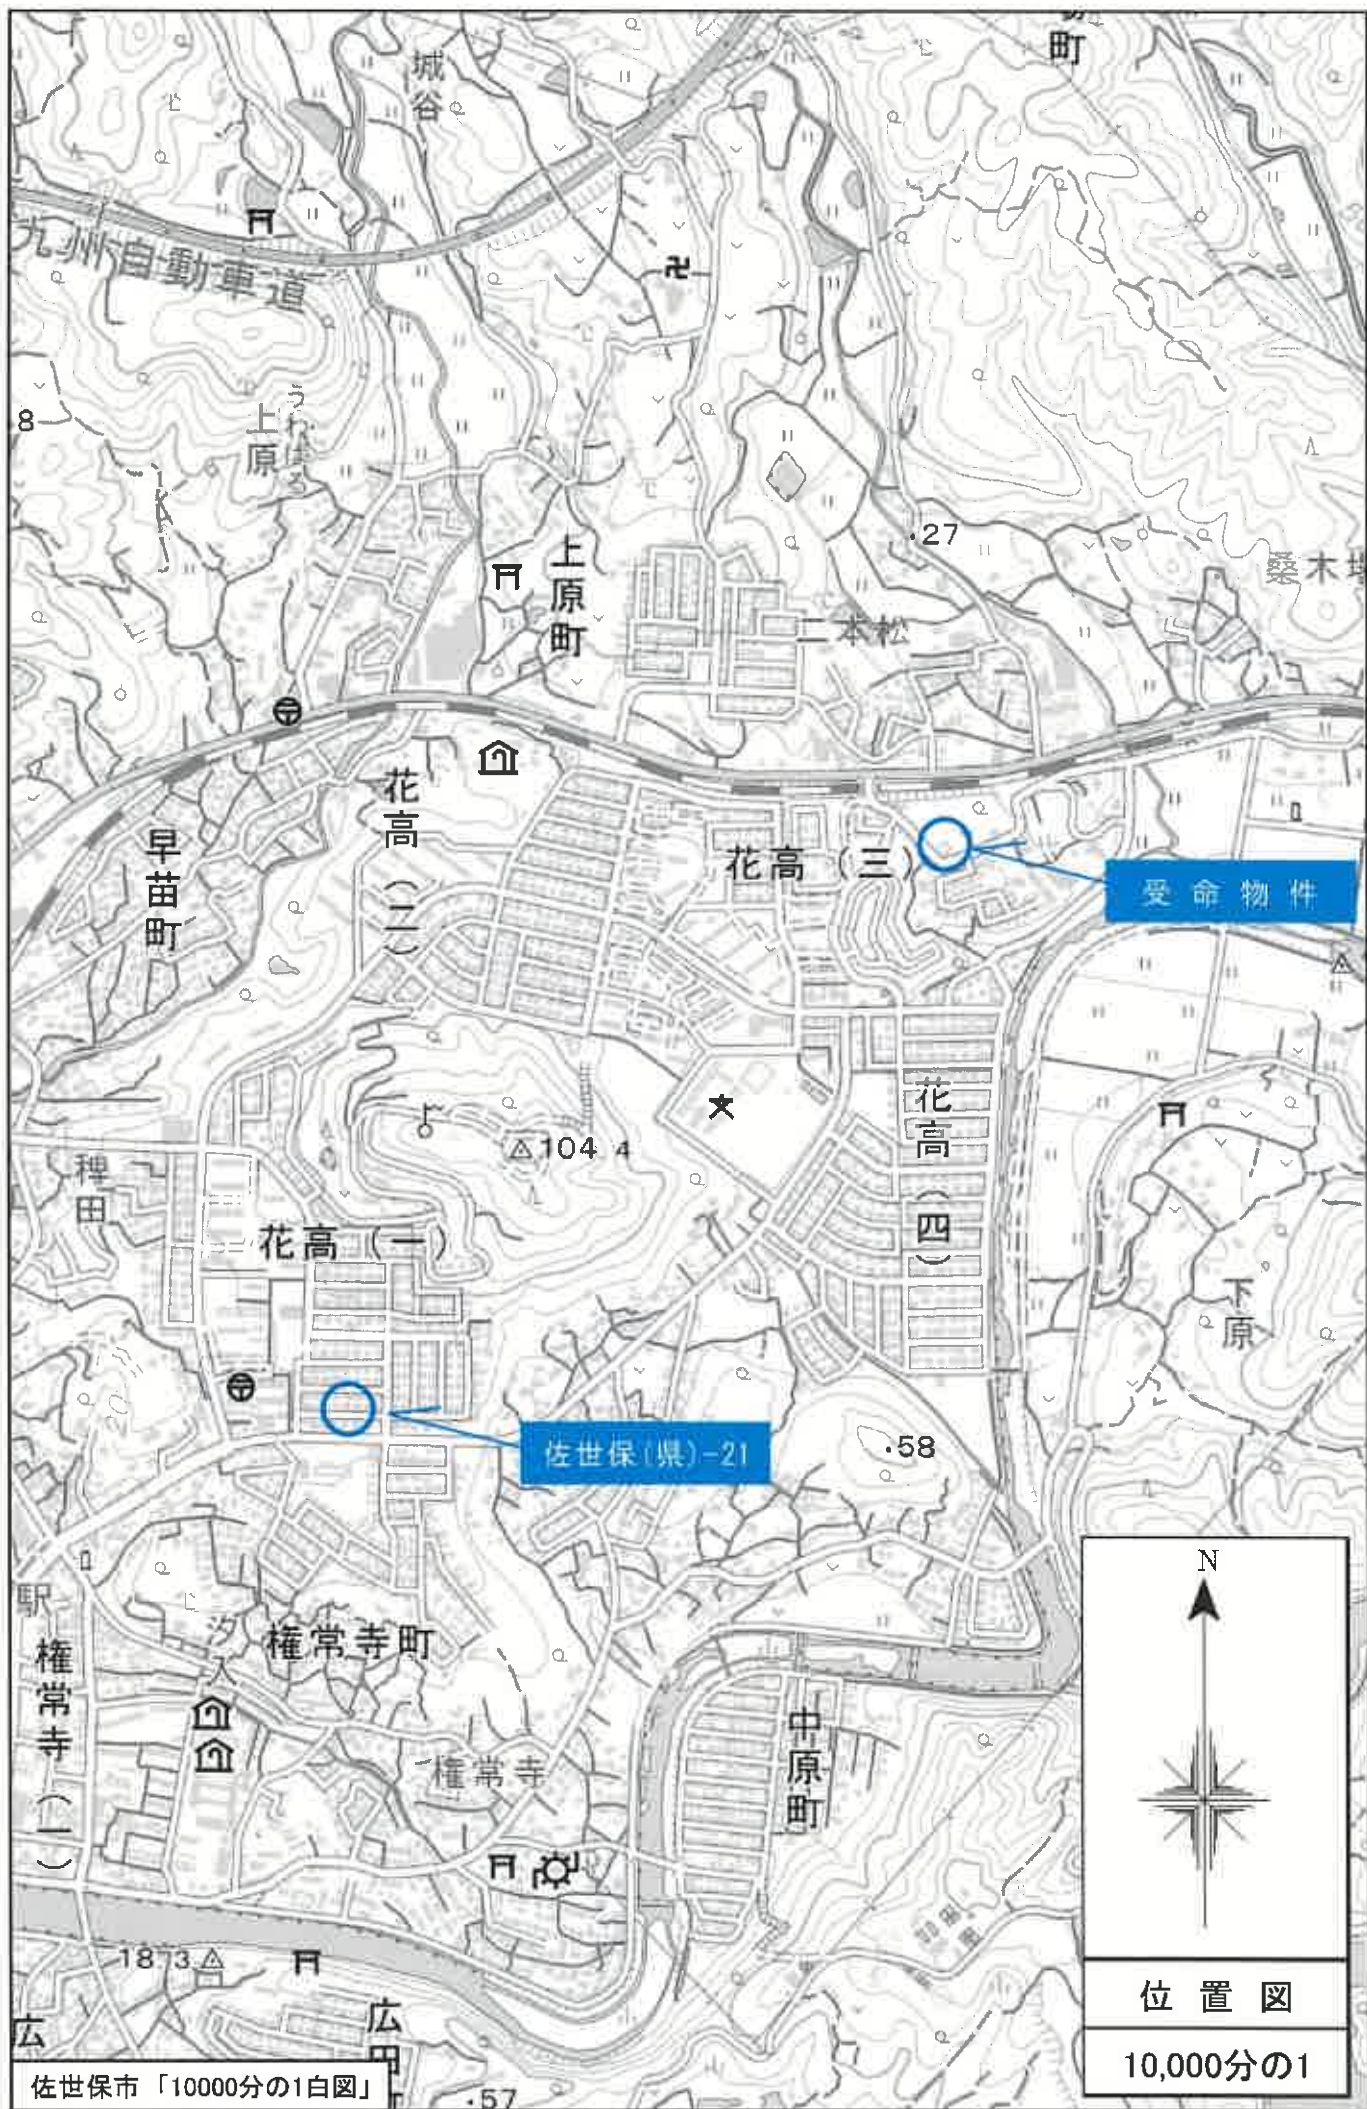 町
城谷
九州自動車道
上原
うわばる
8
27
上原町
二本松
桑木場
花高(二)
早苗町
花高(三)
受命物件
104.4
花高(四)
稗田
花高(一)
下原
佐世保(県)-21
58
N
駅
汐入
権常寺町
権常寺(一)
権常寺
中原町
18.73
広
広田
位置図
10,000分の1
佐世保市「10000分の1白図」
57